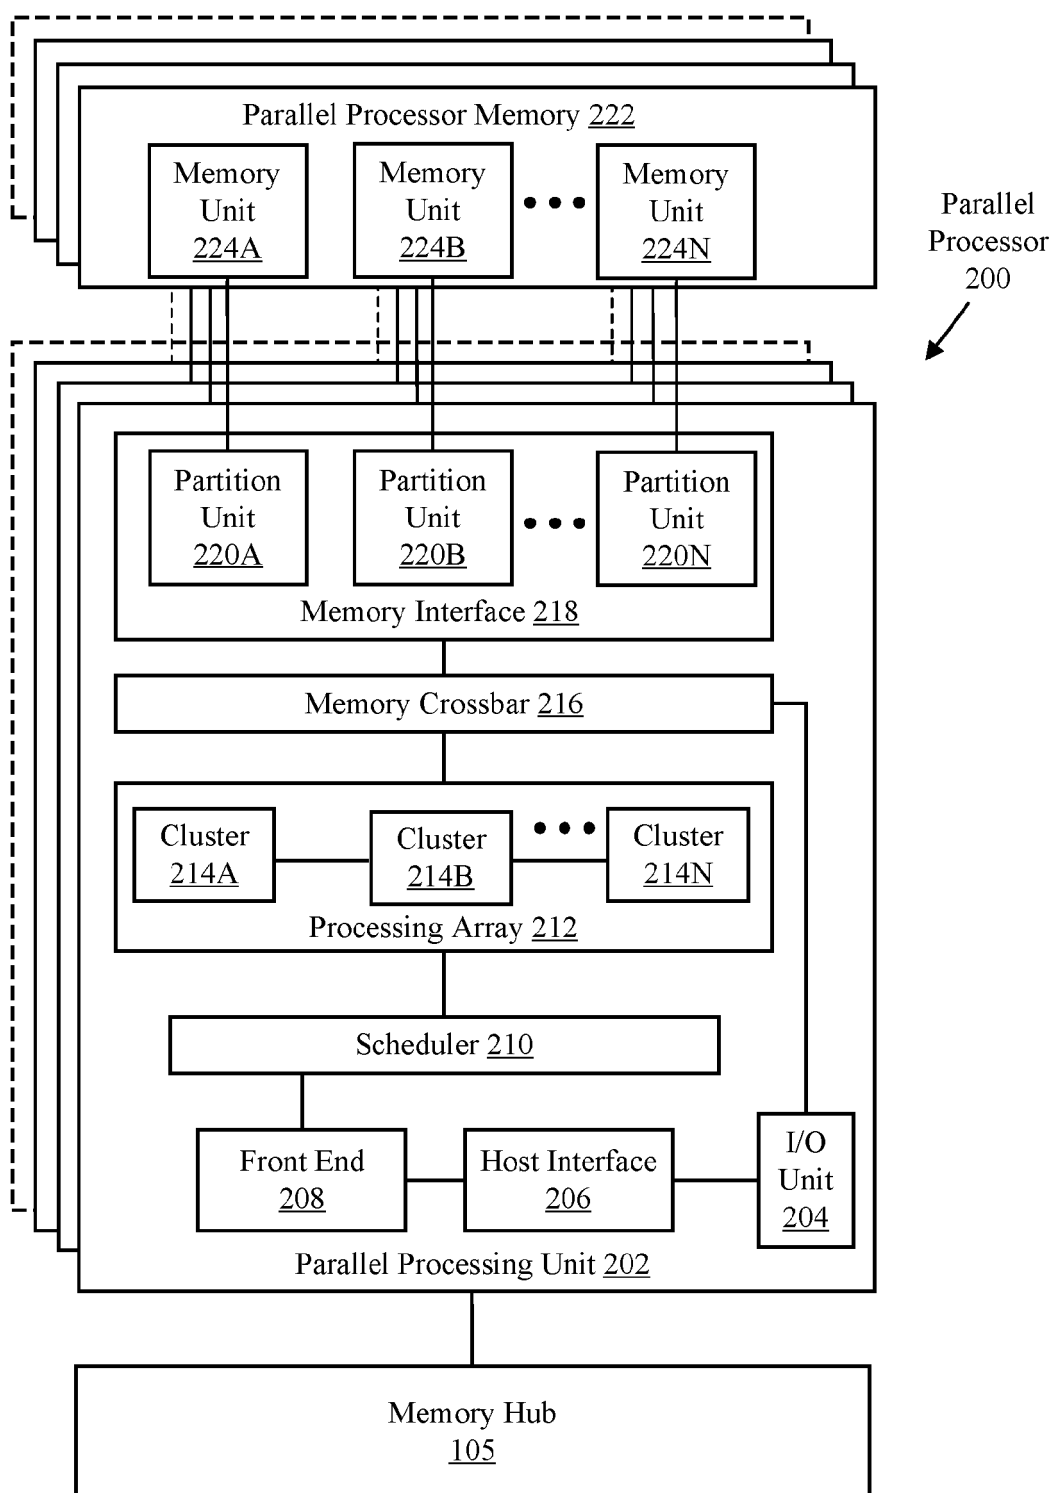 Parallel Processor Memory 222
Memory
Unit
224A
Memory
Unit
224B
Memory
Unit
224N
Parallel
Processor
200
Partition
Unit
220A
Partition
Unit
220B
Partition
Unit
220N
Memory Interface 218
Memory Crossbar 216
Cluster
214A
Cluster
214B
Cluster
214N
Processing Array 212
Scheduler 210
Front End
208
Host Interface
206
I/O
Unit
204
Parallel Processing Unit 202
Memory Hub
105